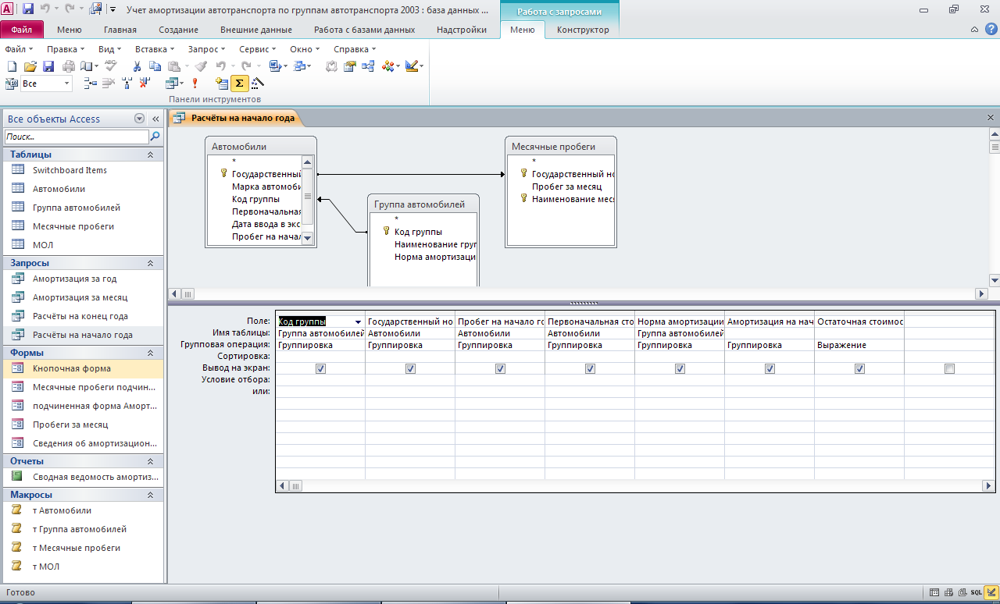 Учет амортизации автотранспорта по группам автотранспорта 2003 : база данных ...
Работа с запросами
Файл Меню Главная Создание Внешние данные Работа с базами данных Надстройки Меню Конструктор
Файл Правка Вид Вставка Запрос Сервис Окно Справка
Все
Панели инструментов
Все объекты Access
Поиск...
Таблицы
Switchboard Items
Автомобили
Группа автомобилей
Месячные пробеги
МОЛ
Запросы
Амортизация за год
Амортизация за месяц
Расчёты на конец года
Расчёты на начало года
Формы
Кнопочная форма
Месячные пробеги подчин...
подчиненная форма Аморт...
Пробеги за месяц
Сведения об амортизацион...
Отчеты
Сводная ведомость амортиз...
Макросы
т Автомобили
т Группа автомобилей
т Месячные пробеги
т МОЛ
Расчёты на начало года
Автомобили
*
Государственный
Марка автомоби
Код группы
Первоначальная
Дата ввода в экс
Пробег на начал
Группа автомобилей
*
Код группы
Наименование груп
Норма амортизаци
Месячные пробеги
*
Государственный но
Пробег за месяц
Наименование меся
Поле: Код группы Государственный но Пробег на начало го Первоначальная сто Норма амортизации Амортизация на нач Остаточная стоимос
Имя таблицы: Группа автомобилей Автомобили Автомобили Автомобили Группа автомобилей
Групповая операция: Группировка Группировка Группировка Группировка Группировка Группировка Выражение
Сортировка:
Вывод на экран:
Условие отбора:
или:
Готово
SQL